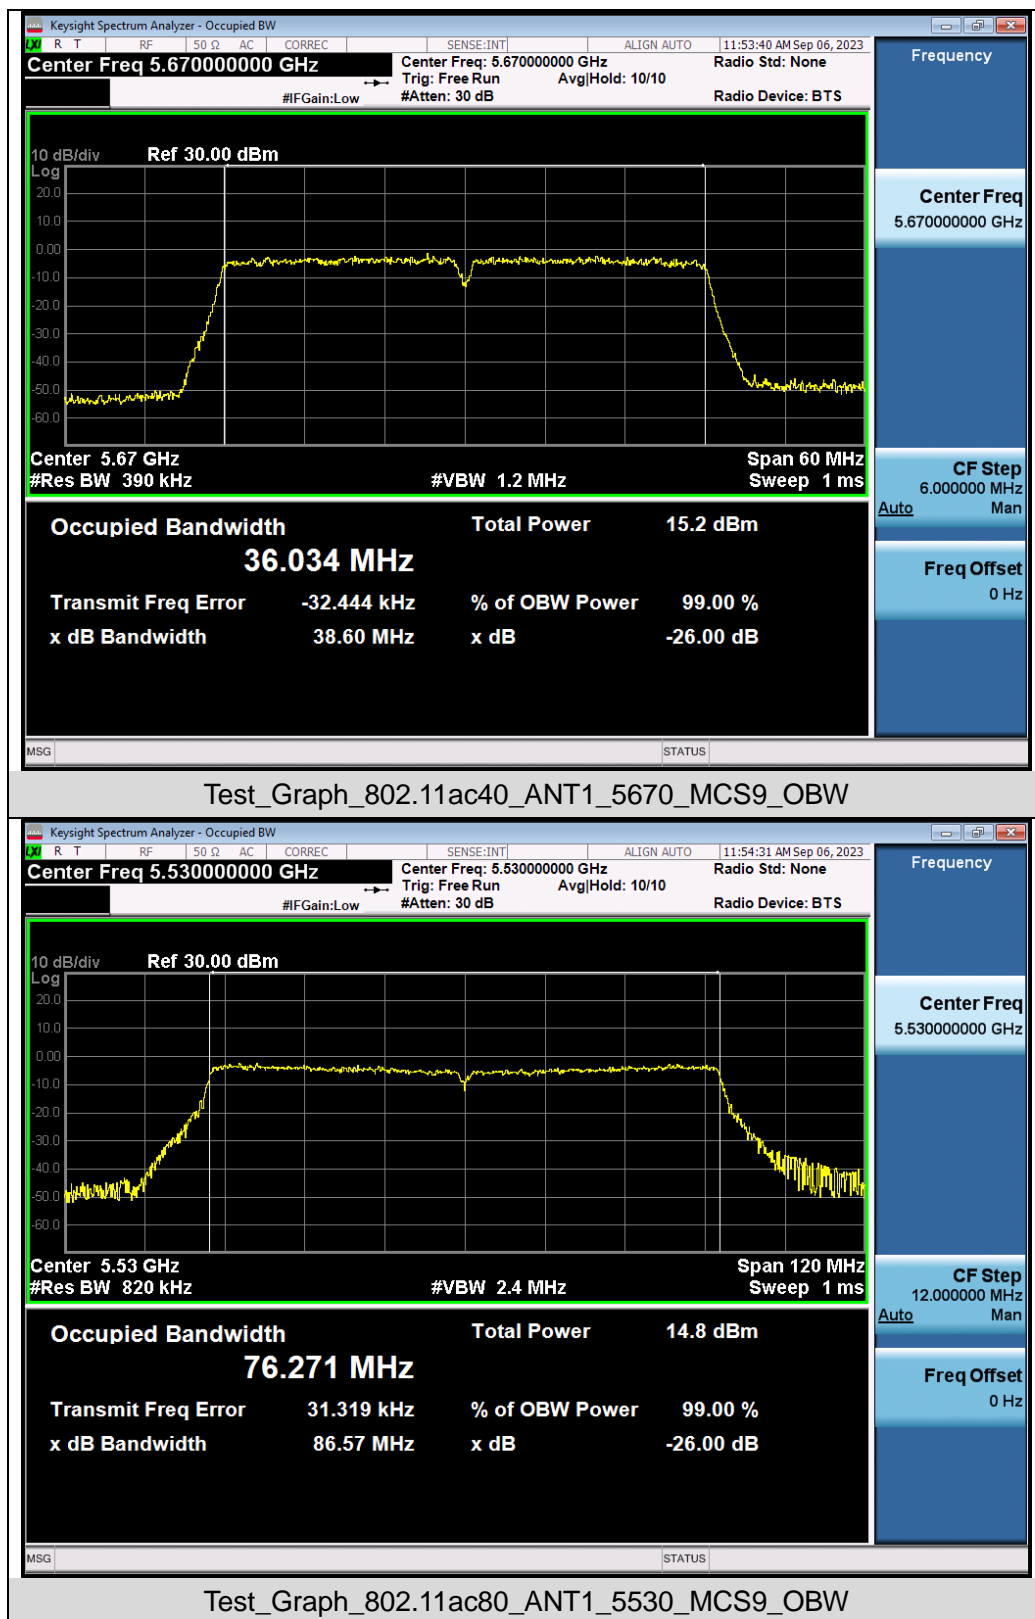 Keysight Spectrum Analyzer - Occupied BW
LXI R T RF 50 Ω AC CORREC SENSE:INT ALIGN AUTO 11:53:40 AM Sep 06, 2023
Center Freq 5.670000000 GHz
Center Freq: 5.670000000 GHz
Radio Std: None
Trig: Free Run Avg|Hold: 10/10
#IFGain:Low
#Atten: 30 dB
Radio Device: BTS
Frequency
10 dB/div Ref 30.00 dBm
Log
20.0
10.0
0.00
-10.0
-20.0
-30.0
-40.0
-50.0
-60.0
Center 5.67 GHz Span 60 MHz
#Res BW 390 kHz #VBW 1.2 MHz Sweep 1 ms
Center Freq
5.670000000 GHz
CF Step
6.000000 MHz
Auto Man
Freq Offset
0 Hz
Occupied Bandwidth Total Power 15.2 dBm
36.034 MHz
Transmit Freq Error -32.444 kHz % of OBW Power 99.00 %
x dB Bandwidth 38.60 MHz x dB -26.00 dB
MSG STATUS
Test_Graph_802.11ac40_ANT1_5670_MCS9_OBW
Keysight Spectrum Analyzer - Occupied BW
LXI R T RF 50 Ω AC CORREC SENSE:INT ALIGN AUTO 11:54:31 AM Sep 06, 2023
Center Freq 5.530000000 GHz
Center Freq: 5.530000000 GHz
Radio Std: None
Trig: Free Run Avg|Hold: 10/10
#IFGain:Low
#Atten: 30 dB
Radio Device: BTS
Frequency
10 dB/div Ref 30.00 dBm
Log
20.0
10.0
0.00
-10.0
-20.0
-30.0
-40.0
-50.0
-60.0
Center 5.53 GHz Span 120 MHz
#Res BW 820 kHz #VBW 2.4 MHz Sweep 1 ms
Center Freq
5.530000000 GHz
CF Step
12.000000 MHz
Auto Man
Freq Offset
0 Hz
Occupied Bandwidth Total Power 14.8 dBm
76.271 MHz
Transmit Freq Error 31.319 kHz % of OBW Power 99.00 %
x dB Bandwidth 86.57 MHz x dB -26.00 dB
MSG STATUS
Test_Graph_802.11ac80_ANT1_5530_MCS9_OBW